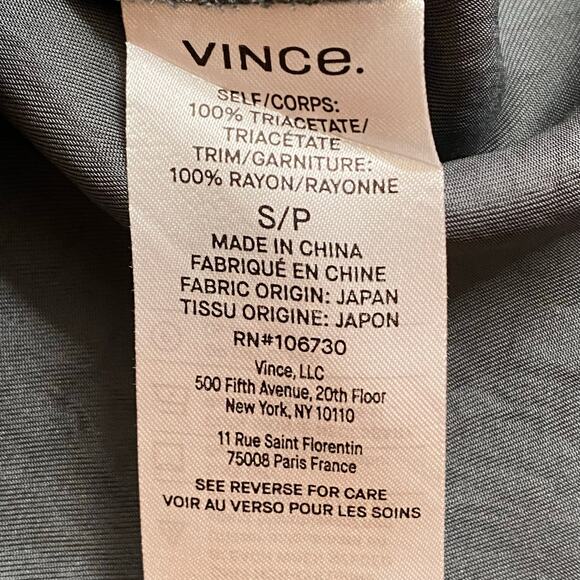 VINCE.
SELF/CORPS:
100% TRIACETATE/
TRIACÉTATE
TRIM/GARNITURE:
100% RAYON/RAYONNE
S/P
MADE IN CHINA
FABRIQUÉ EN CHINE
FABRIC ORIGIN: JAPAN
TISSU ORIGINE: JAPON
RN#106730
Vince, LLC
500 Fifth Avenue, 20th Floor
New York, NY 10110
11 Rue Saint Florentin
75008 Paris France
SEE REVERSE FOR CARE
VOIR AU VERSO POUR LES SOINS